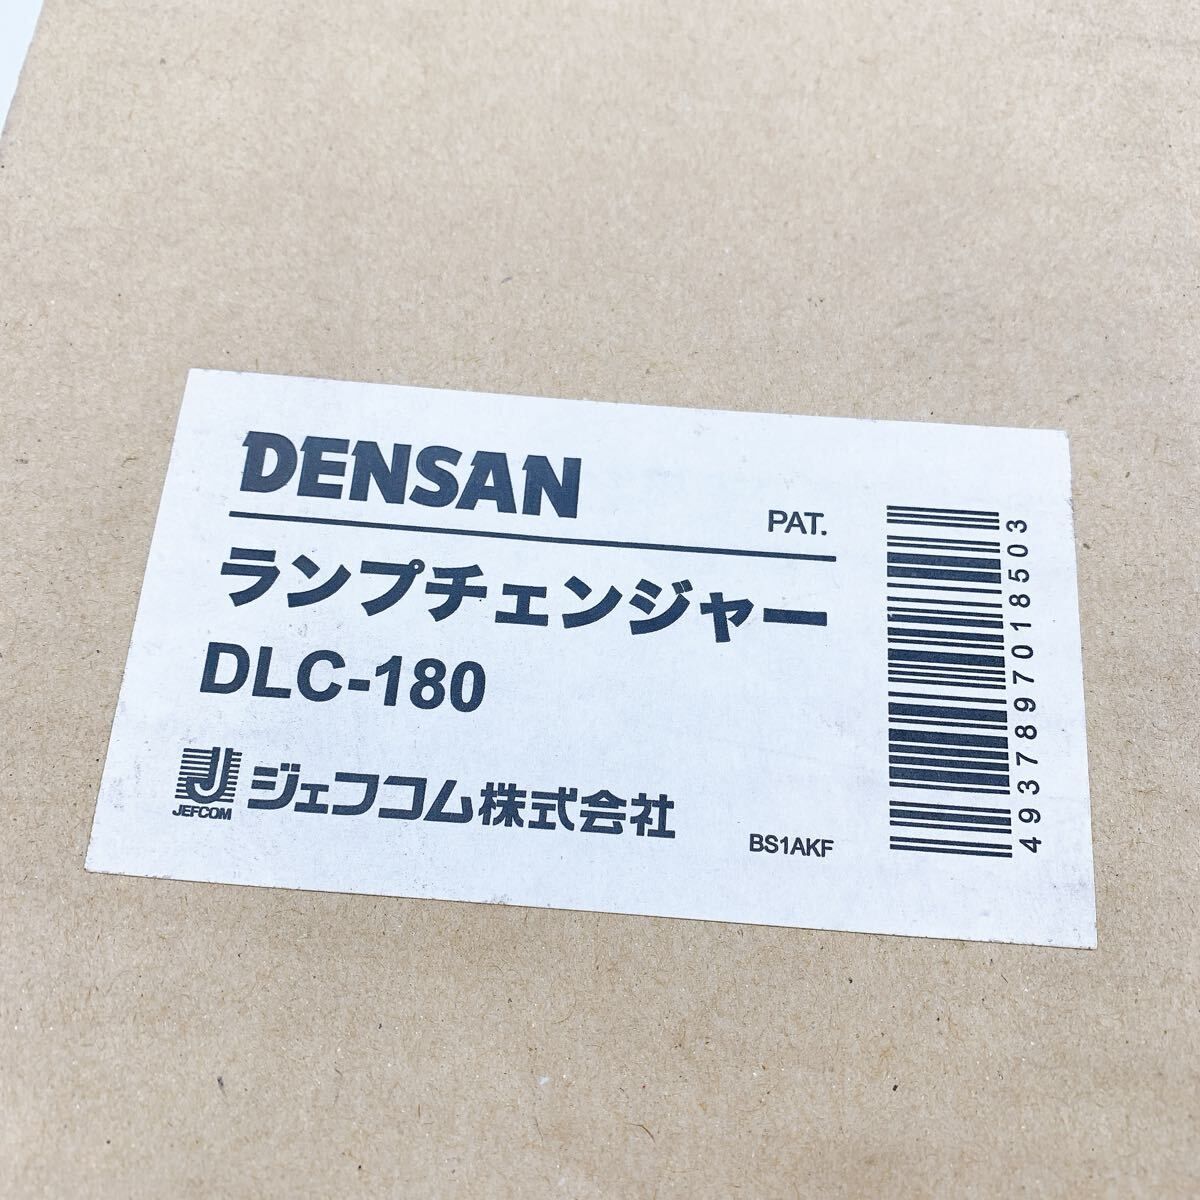 DENSAN
PAT.
ランプチェンジャー
DLC-180
JEFCOM
ジェフコム株式会社
BS1AKF
4937897018503